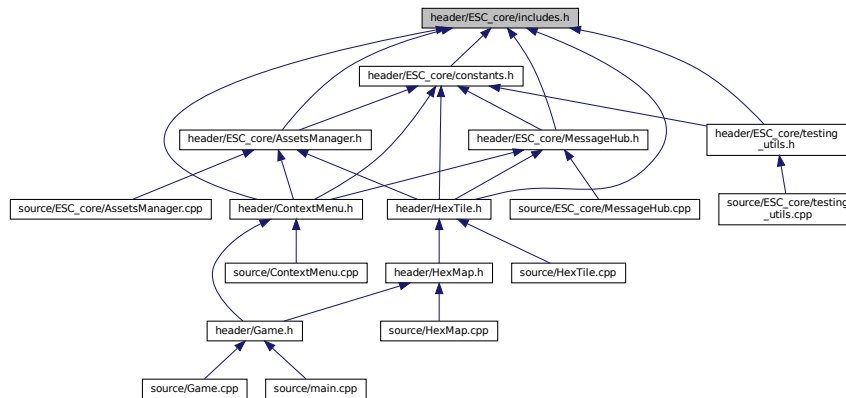 header/ESC_core/includes.h
header/ESC_core/constants.h
header/ESC_core/AssetsManager.h
header/ESC_core/MessageHub.h
header/ESC_core/testing
_utils.h
source/ESC_core/AssetsManager.cpp
header/ContextMenu.h
header/HexTile.h
source/ESC_core/MessageHub.cpp
source/ESC_core/testing
_utils.cpp
source/ContextMenu.cpp
header/HexMap.h
source/HexTile.cpp
header/Game.h
source/HexMap.cpp
source/Game.cpp
source/main.cpp